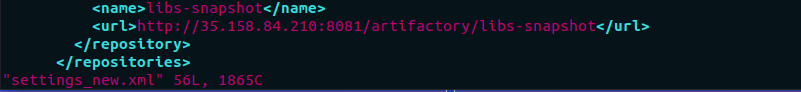 <name>libs-snapshot</name>
<url>http://35.158.84.210:8081/artifactory/libs-snapshot</url>
</repository>
</repositories>
"settings_new.xml" 56L, 1865C